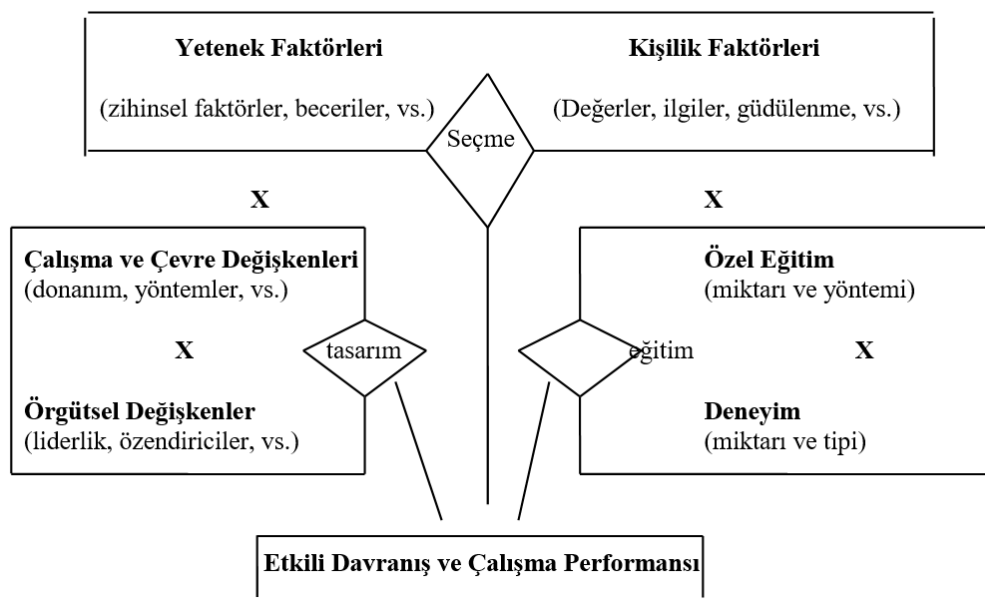 Yetenek Faktörleri
Kişilik Faktörleri
(zihinsel faktörler, beceriler, vs.)
(Değerler, ilgiler, güdülenme, vs.)
Seçme
X
X
Çalışma ve Çevre Değişkenleri
(donanım, yöntemler, vs.)
X
tasarım
Örgütsel Değişkenler
(liderlik, özendiriciler, vs.)
Özel Eğitim
(miktarı ve yöntemi)
eğitim
X
Deneyim
(miktarı ve tipi)
Etkili Davranış ve Çalışma Performansı